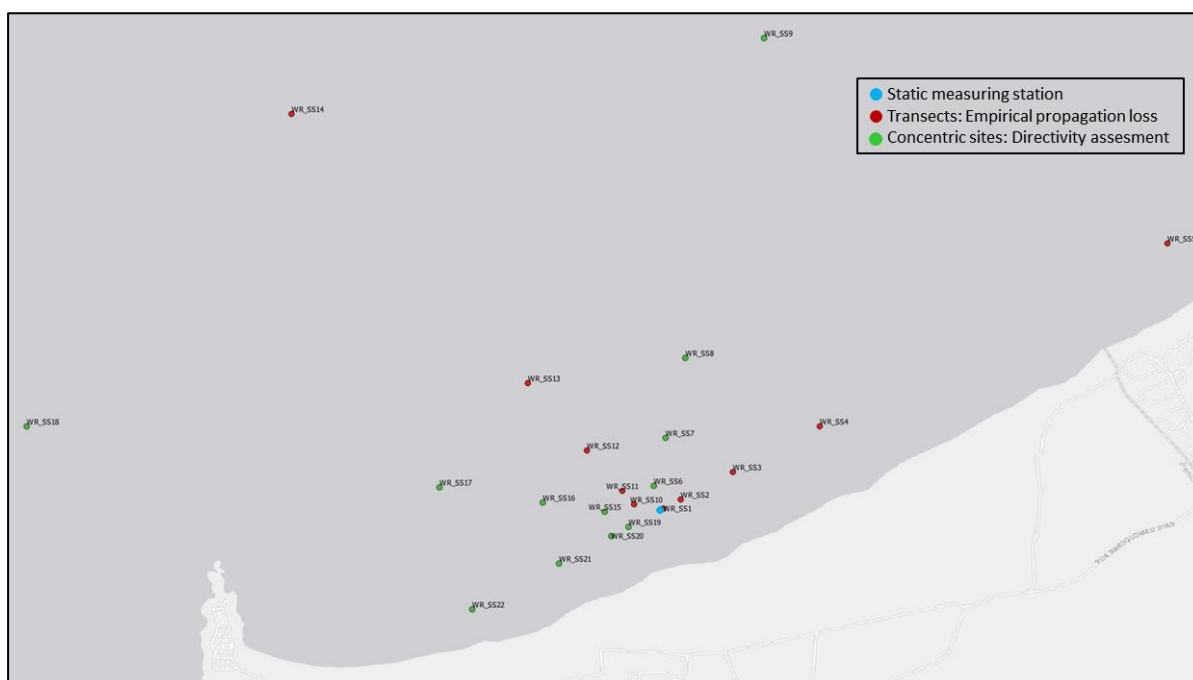 WR_SS9
Static measuring station
Transects: Empirical propagation loss
Concentric sites: Directivity assesment
WR_SS14
WR_SS
WR_SS8
WR_SS13
WR_SS18
WR_SS4
WR_SS7
WR_SS12
WR_SS3
WR_SS17
WR_SS6
WR_SS11
WR_SS2
WR_SS16
WR_SS10
WR_SS15
WR_SS1
WR_SS19
WR_SS20
WR_SS21
WR_SS22